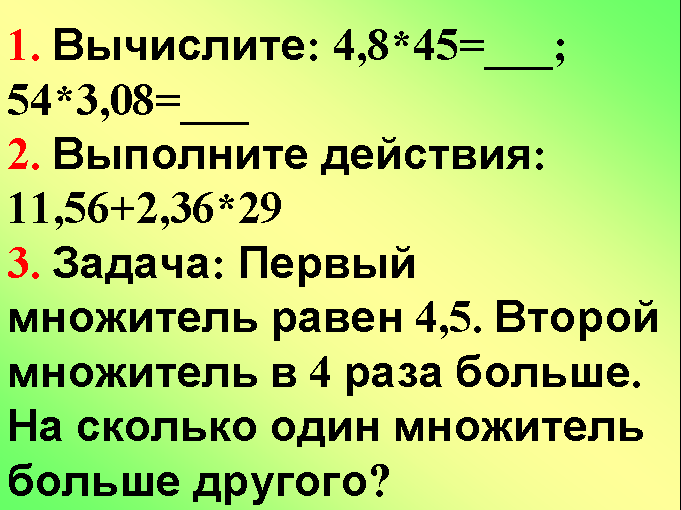 1. Вычислите: 4,8*45=___;
54*3,08=___
2. Выполните действия:
11,56+2,36*29
3. Задача: Первый
множитель равен 4,5. Второй
множитель в 4 раза больше.
На сколько один множитель
больше другого?